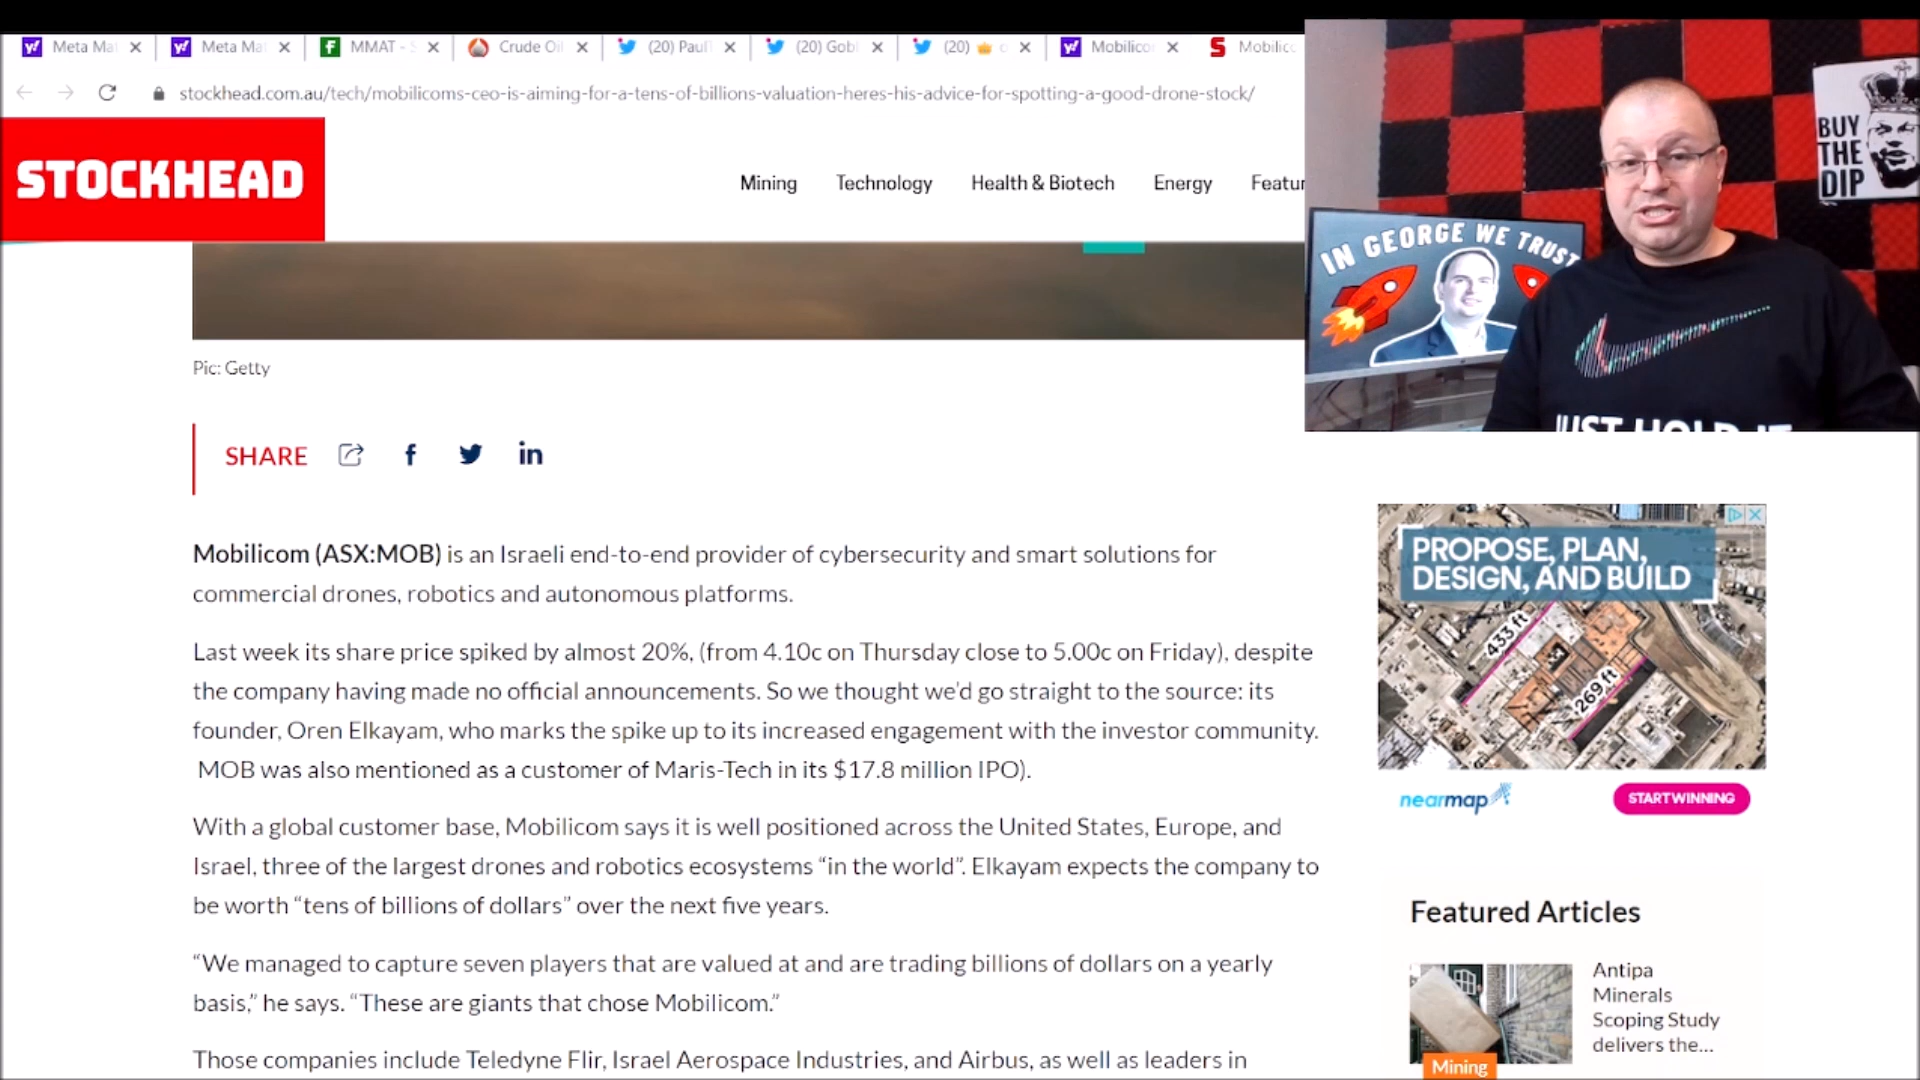 Meta Ma
Meta Ma
MMAT -
Crude Oil
(20) Paul
(20) Gobl
(20)
Mobilico
Mobilic
stockhead.com.au/tech/mobilicoms-ceo-is-aiming-for-a-tens-of-billions-valuation-heres-his-advice-for-spotting-a-good-drone-stock/
STOCKHEAD
Mining
Technology
Health & Biotech
Energy
Featur
BUY
THE
DIP
IN GEORGE WE TRUST
JUST HOLD IT
Pic: Getty
SHARE
Mobilicom (ASX:MOB) is an Israeli end-to-end provider of cybersecurity and smart solutions for
commercial drones, robotics and autonomous platforms.
Last week its share price spiked by almost 20%, (from 4.10c on Thursday close to 5.00c on Friday), despite
the company having made no official announcements. So we thought we’d go straight to the source: its
founder, Oren Elkayam, who marks the spike up to its increased engagement with the investor community.
MOB was also mentioned as a customer of Maris-Tech in its $17.8 million IPO).
With a global customer base, Mobilicom says it is well positioned across the United States, Europe, and
Israel, three of the largest drones and robotics ecosystems “in the world”. Elkayam expects the company to
be worth “tens of billions of dollars” over the next five years.
“We managed to capture seven players that are valued at and are trading billions of dollars on a yearly
basis,” he says. “These are giants that chose Mobilicom.”
Those companies include Teledyne Flir, Israel Aerospace Industries, and Airbus, as well as leaders in
PROPOSE, PLAN,
DESIGN, AND BUILD
433 ft
269 ft
nearmap
START WINNING
Featured Articles
Antipa
Minerals
Scoping Study
delivers the...
Mining